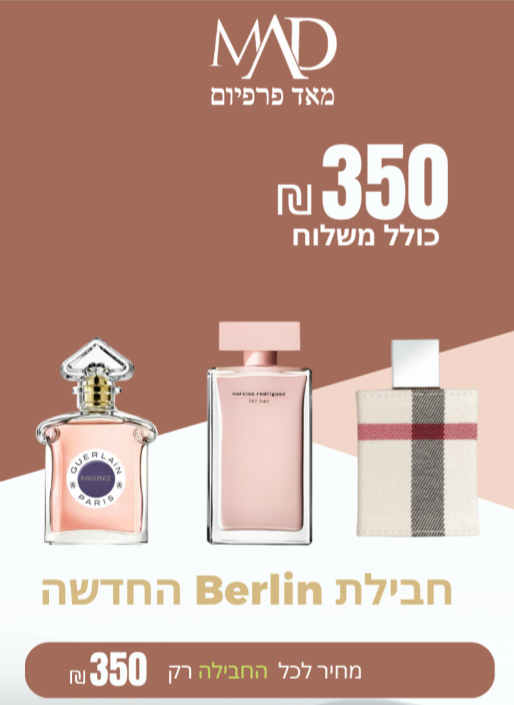 MAD
מאד פרפיום
350 ₪
כולל משלוח
narciso rodriguez
for her
GUERLAIN
INSOLENCE
PARIS
חבילת Berlin החדשה
מחיר לכל החבילה רק 350 ₪